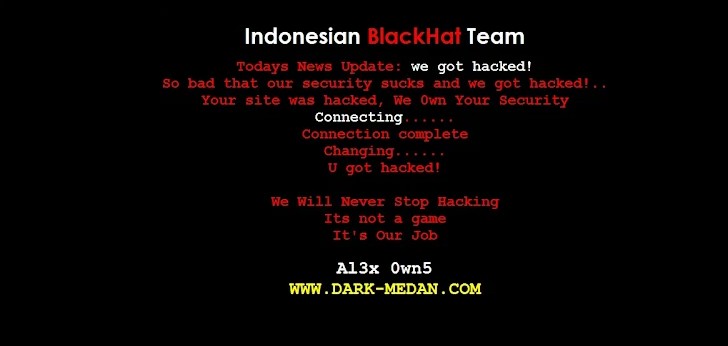 Indonesian BlackHat Team
Todays News Update: we got hacked!
So bad that our security sucks and we got hacked!..
Your site was hacked, We 0wn Your Security
Connecting......
Connection complete
Changing......
U got hacked!
We Will Never Stop Hacking
Its not a game
It's Our Job
Al3x 0wn5
WWW.DARK-MEDAN.COM